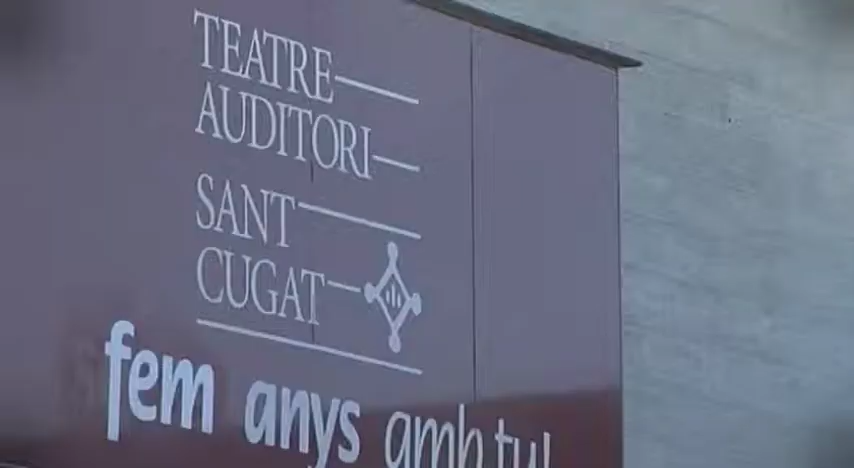 TEATRE
AUDITORI
SANT
CUGAT
fem anys amb tu!